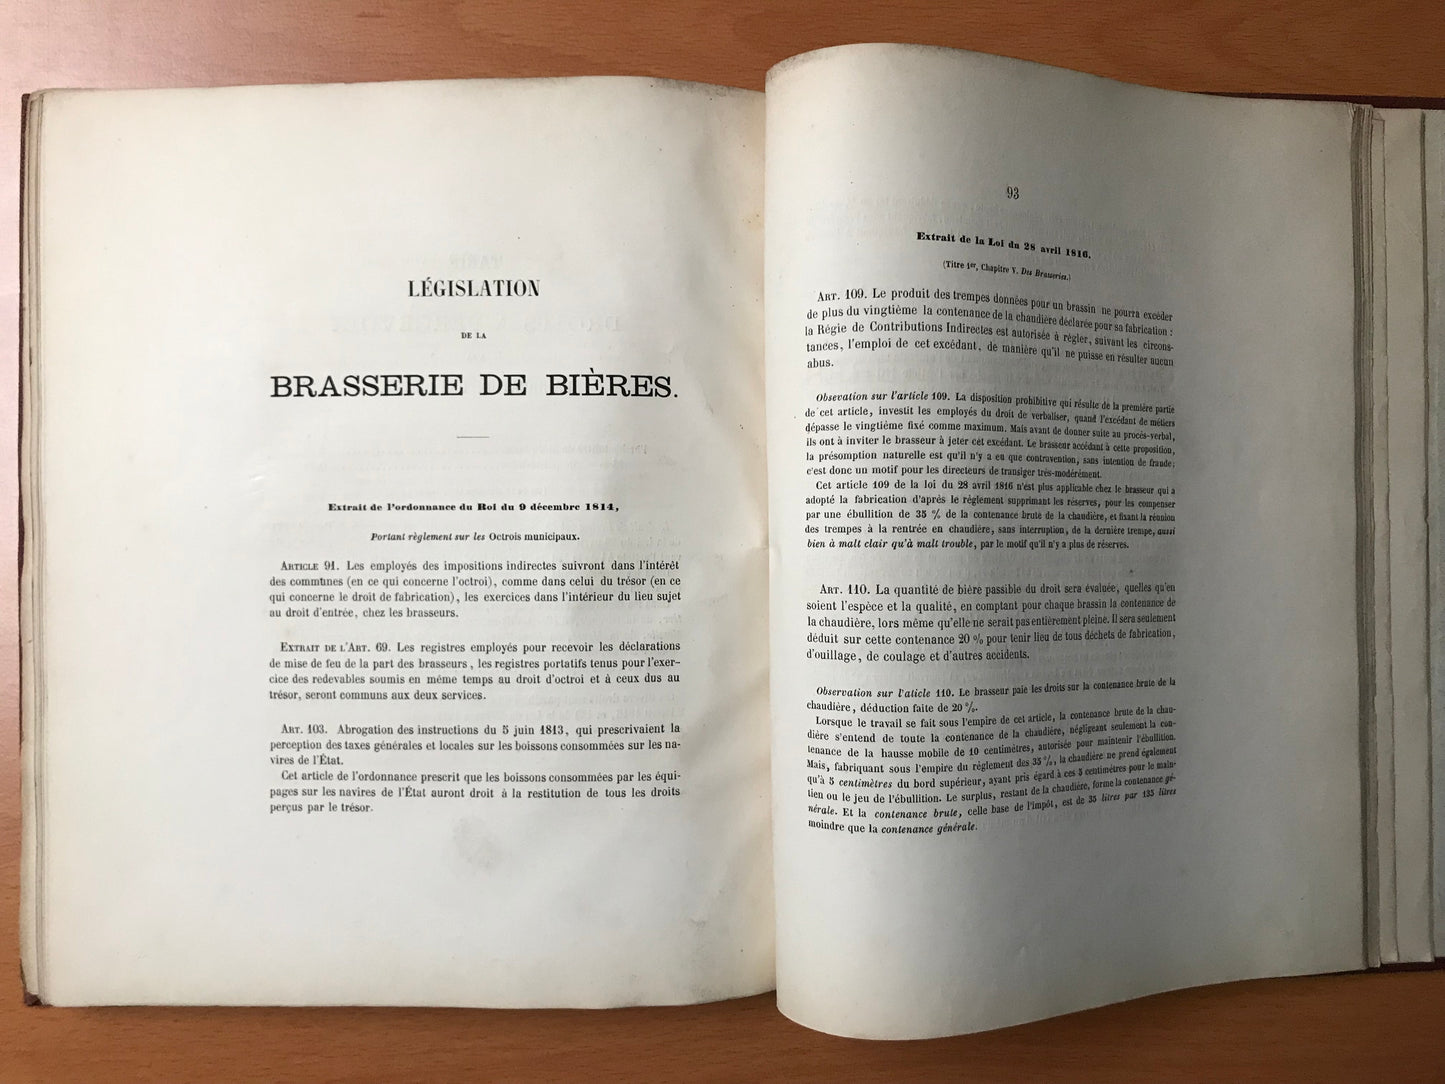 LÉGISLATION
DE LA
BRASSERIE DE BIÈRES.
Extrait de l'ordonnance du Roi du 9 décembre 1814,
Portant règlement sur les Octrois municipaux.
ARTICLE 91. Les employés des impositions indirectes suivront dans l'intérêt
des communes (en ce qui concerne l'octroi), comme dans celui du trésor (en ce
qui concerne le droit de fabrication), les exercices dans l'intérieur du lieu sujet
au droit d'entrée, chez les brasseurs.
EXTRAIT DE L'ART. 69. Les registres employés pour recevoir les déclarations
de mise de feu de la part des brasseurs, les registres portatifs tenus pour l'exer-
cice des redevables soumis en même temps au droit d'octroi et à ceux dus au
trésor, seront communs aux deux services.
ART. 103. Abrogation des instructions du 5 juin 1813, qui prescrivaient la
perception des taxes générales et locales sur les boissons consommées sur les na-
vires de l'État.
Cet article de l'ordonnance prescrit que les boissons consommées par les équi-
pages sur les navires de l'État auront droit à la restitution de tous les droits
perçus par le trésor.
93
Extrait de la Loi du 28 avril 1816.
(Titre 1er, Chapitre V. Des Brasseries.)
ART. 109. Le produit des trempes données pour un brassin ne pourra excéder
de plus du vingtième la contenance de la chaudière déclarée pour sa fabrication :
la Régie de Contributions Indirectes est autorisée à régler, suivant les circons-
tances, l'emploi de cet excédant, de manière qu'il ne puisse en résulter aucun
abus.
Obsevation sur l'article 109. La disposition prohibitive qui résulte de la première partie
de cet article, investit les employés du droit de verbaliser, quand l'excédant de métiers
dépasse le vingtième fixé comme maximum. Mais avant de donner suite au procès-verbal,
ils ont à inviter le brasseur à jeter cet excédant. Le brasseur accédant à cette proposition,
la présomption naturelle est qu'il n'y a eu que contravention, sans intention de fraude;
c'est donc un motif pour les directeurs de transiger très-modérément.
Cet article 109 de la loi du 28 avril 1816 n'est plus applicable chez le brasseur qui a
adopté la fabrication d'après le règlement supprimant les réserves, pour les compenser
par une ébullition de 35 % de la contenance brute de la chaudière, et fixant la réunion
des trempes à la rentrée en chaudière, sans interruption, de la dernière trempe, aussi
bien à malt clair qu'à malt trouble, par le motif qu'il n'y a plus de réserves.
ART. 110. La quantité de bière passible du droit sera évaluée, quelles qu'en
soient l'espèce et la qualité, en comptant pour chaque brassin la contenance de
la chaudière, lors même qu'elle ne serait pas entièrement pleine. Il sera seulement
déduit sur cette contenance 20 % pour tenir lieu de tous déchets de fabrication,
d'ouillage, de coulage et d'autres accidents.
Observation sur l'aticle 110. Le brasseur paie les droits sur la contenance brute de la
chaudière, déduction faite de 20 %.
Lorsque le travail se fait sous l'empire de cet article, la contenance brute de la chau-
dière s'entend de toute la contenance de la chaudière, négligeant seulement la con-
tenance de la hausse mobile de 10 centimètres, autorisée pour maintenir l'ébullition.
Mais, fabriquant sous l'empire du règlement des 35 %, la chaudière ne prend également
qu'à 5 centimètres du bord supérieur, ayant pris égard à ces 5 centimètres pour le main-
tien ou le jeu de l'ébullition. Le surplus, restant de la chaudière, forme la contenance gé-
nérale. Et la contenance brute, celle base de l'impôt, est de 35 litres par 135 litres
moindre que la contenance générale.